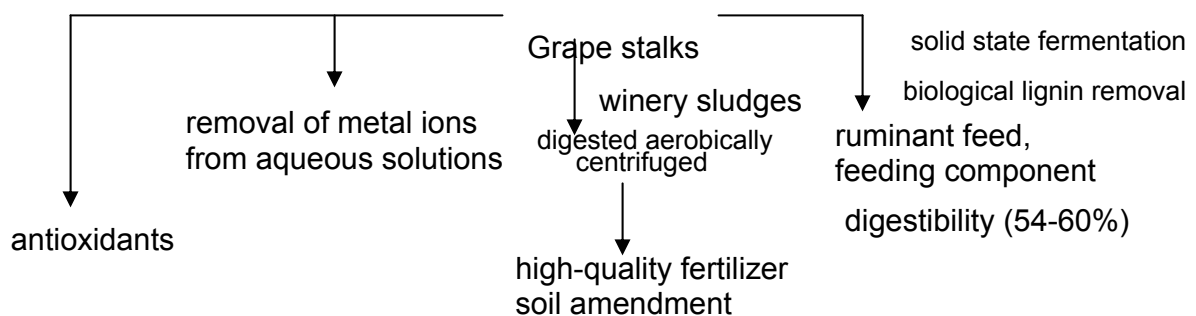 Grape stalks
solid state fermentation
biological lignin removal
winery sludges
removal of metal ions
from aqueous solutions
digested aerobically
centrifuged
ruminant feed,
feeding component
digestibility (54-60%)
antioxidants
high-quality fertilizer
soil amendment